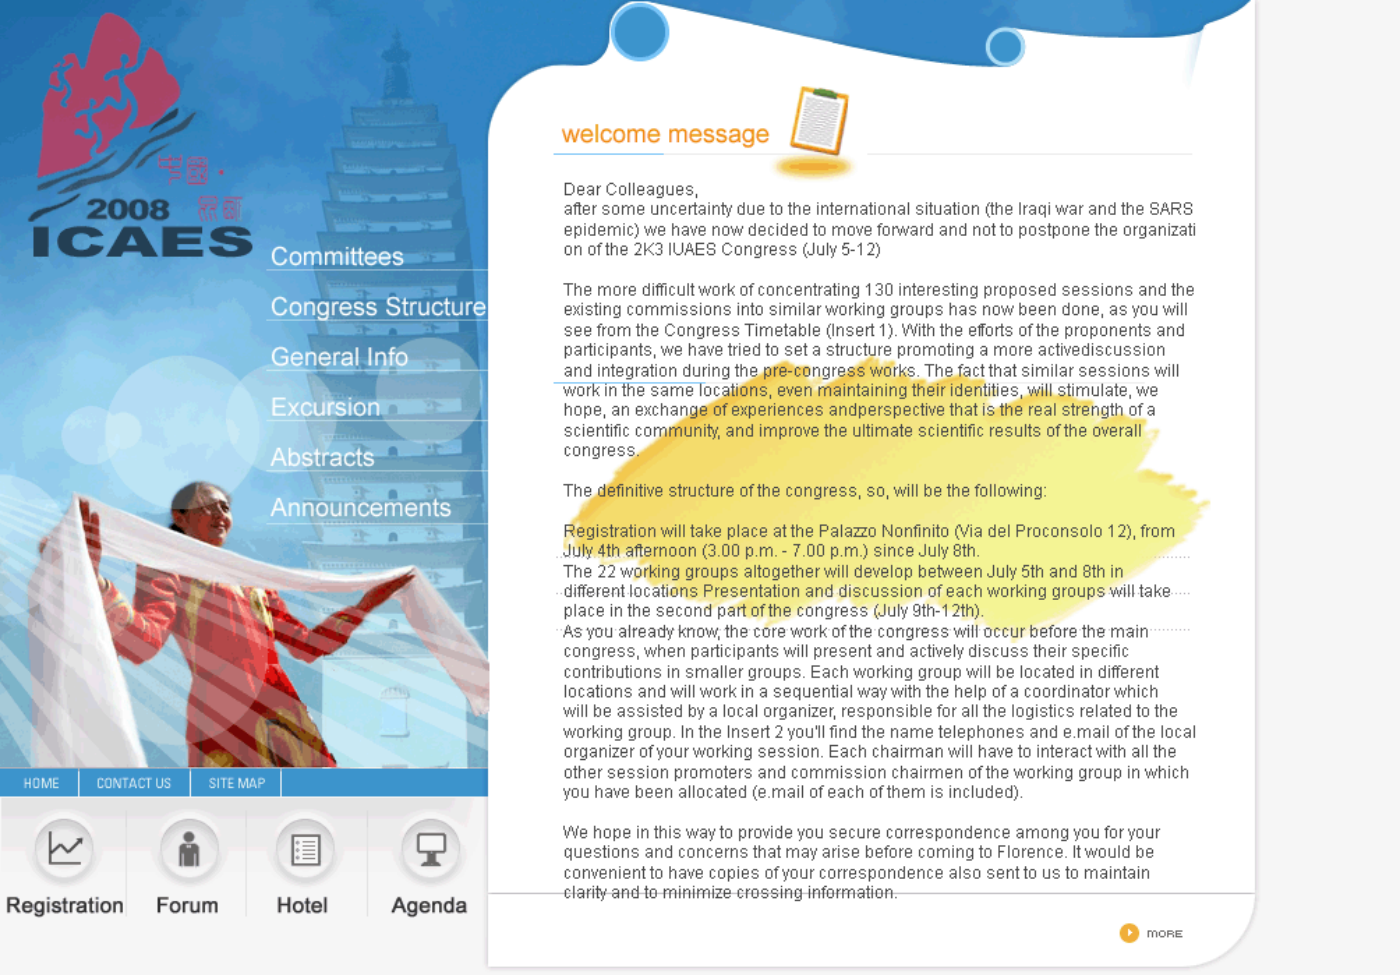 2008
ICAES
Committees
Congress Structure
General Info
Excursion
Abstracts
Announcements
HOME
CONTACT US
SITE MAP
Registration
Forum
Hotel
Agenda
welcome message
Dear Colleagues,
after some uncertainty due to the international situation (the Iraqi war and the SARS
epidemic) we have now decided to move forward and not to postpone the organizati
on of the 2K3 IUAES Congress (July 5-12)
The more difficult work of concentrating 130 interesting proposed sessions and the
existing commissions into similar working groups has now been done, as you will
see from the Congress Timetable (Insert 1). With the efforts of the proponents and
participants, we have tried to set a structure promoting a more activediscussion
and integration during the pre-congress works. The fact that similar sessions will
work in the same locations, even maintaining their identities, will stimulate, we
hope, an exchange of experiences andperspective that is the real strength of a
scientific community, and improve the ultimate scientific results of the overall
congress.
The definitive structure of the congress, so, will be the following:
Registration will take place at the Palazzo Nonfinito (Via del Proconsolo 12), from
July 4th afternoon (3.00 p.m. - 7.00 p.m.) since July 8th.
The 22 working groups altogether will develop between July 5th and 8th in
different locations Presentation and discussion of each working groups will take
place in the second part of the congress (July 9th-12th).
As you already know, the core work of the congress will occur before the main
congress, when participants will present and actively discuss their specific
contributions in smaller groups. Each working group will be located in different
locations and will work in a sequential way with the help of a coordinator which
will be assisted by a local organizer, responsible for all the logistics related to the
working group. In the Insert 2 you'll find the name telephones and e.mail of the local
organizer of your working session. Each chairman will have to interact with all the
other session promoters and commission chairmen of the working group in which
you have been allocated (e.mail of each of them is included).
We hope in this way to provide you secure correspondence among you for your
questions and concerns that may arise before coming to Florence. It would be
convenient to have copies of your correspondence also sent to us to maintain
clarity and to minimize crossing information.
MORE